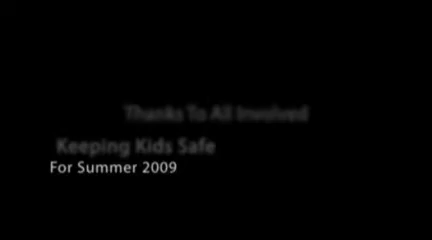 Thanks To All Involved
Keeping Kids Safe
For Summer 2009